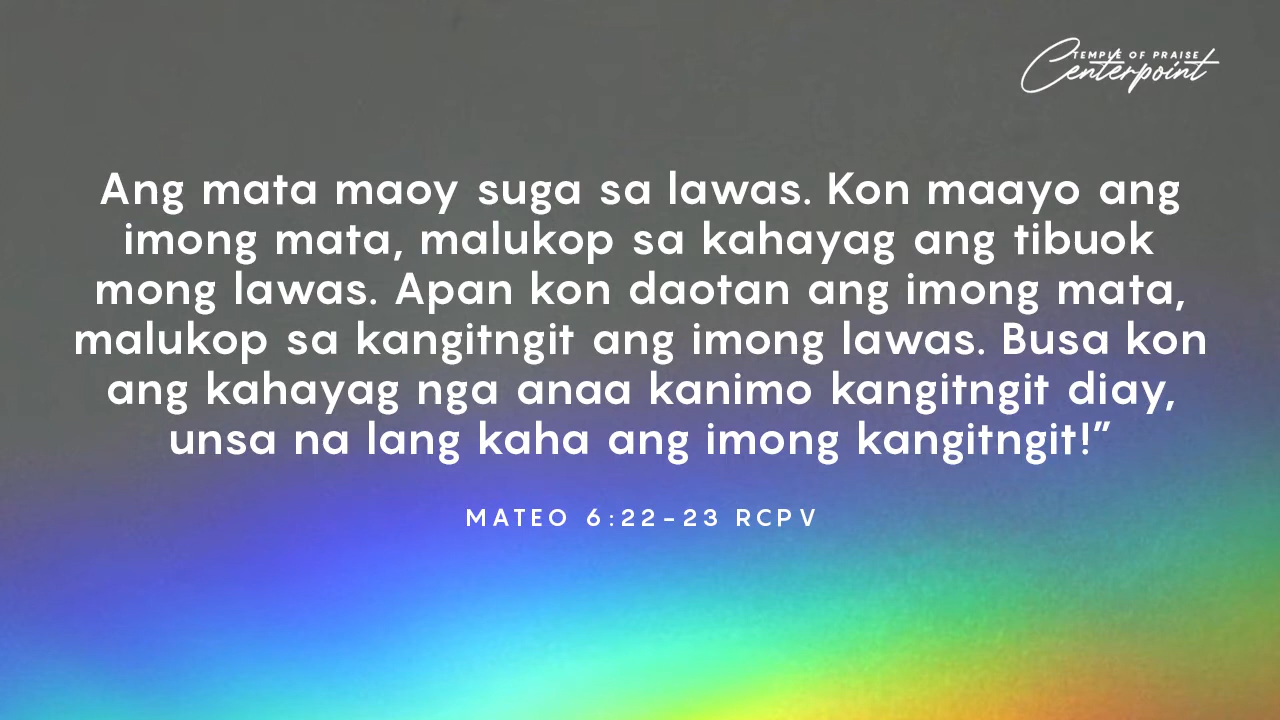 TEMPLE OF PRAISE
Centerpoint
Ang mata maoy suga sa lawas. Kon maayo ang
imong mata, malukop sa kahayag ang tibuok
mong lawas. Apan kon daotan ang imong mata,
malukop sa kangitngit ang imong lawas. Busa kon
ang kahayag nga anaa kanimo kangitngit diay,
unsa na lang kaha ang imong kangitngit!”
MATEO 6:22-23 RCPV